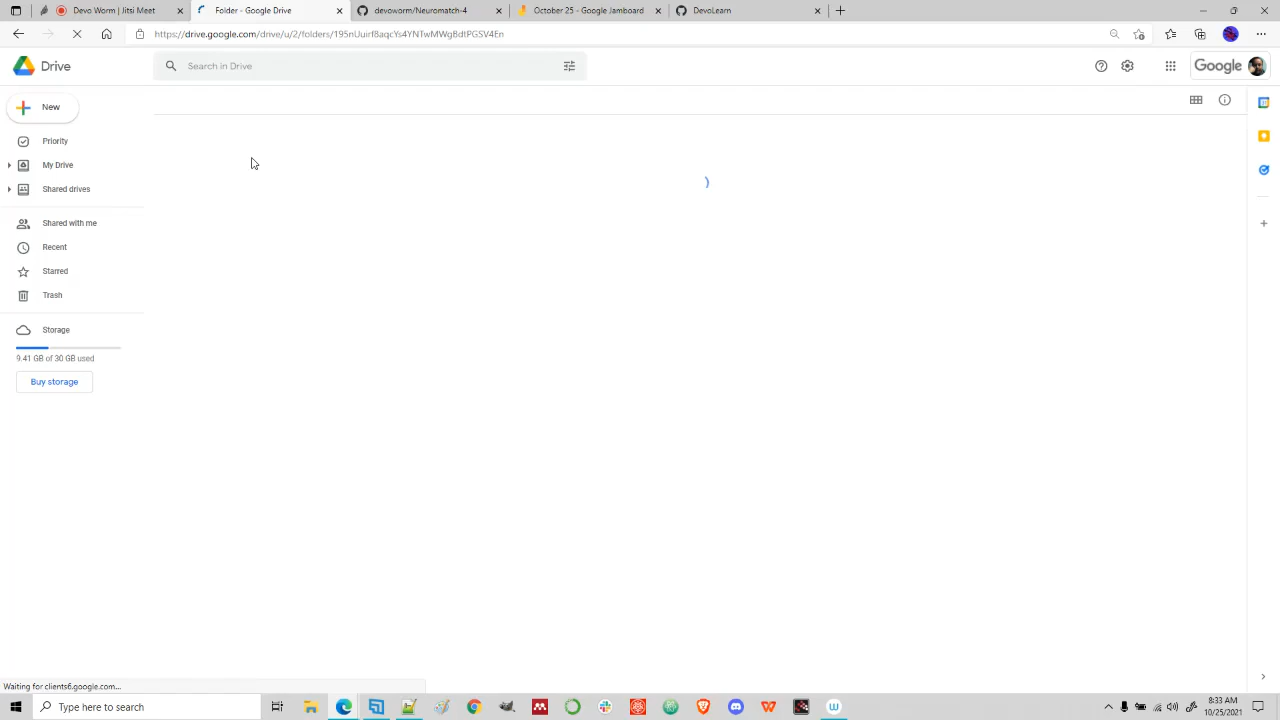 Dev Worm | Jitsi Meet
Folder - Google Drive
devoworm/Neuromatch-4
October 25 - Google Jamboard
DevoLearn
https://drive.google.com/drive/u/2/folders/195nUuirf8aqcYs4YNTwMWgBdtPGSV4En
Drive
Search in Drive
Google
New
Priority
My Drive
Shared drives
Shared with me
Recent
Starred
Trash
Storage
9.41 GB of 30 GB used
Buy storage
Waiting for clients6.google.com...
Type here to search
8:33 AM
10/25/2021